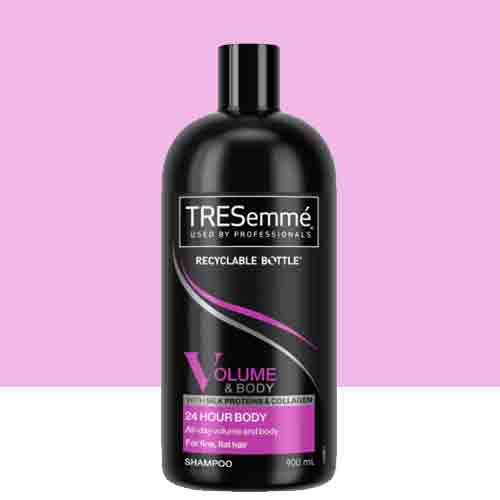 TRESemmé
USED BY PROFESSIONALS
RECYCLABLE BOTTLE
VOLUME
& BODY
WITH SILK PROTEINS & COLLAGEN
24 HOUR BODY
All-day volume and body
For fine, flat hair
SHAMPOO 900 mL